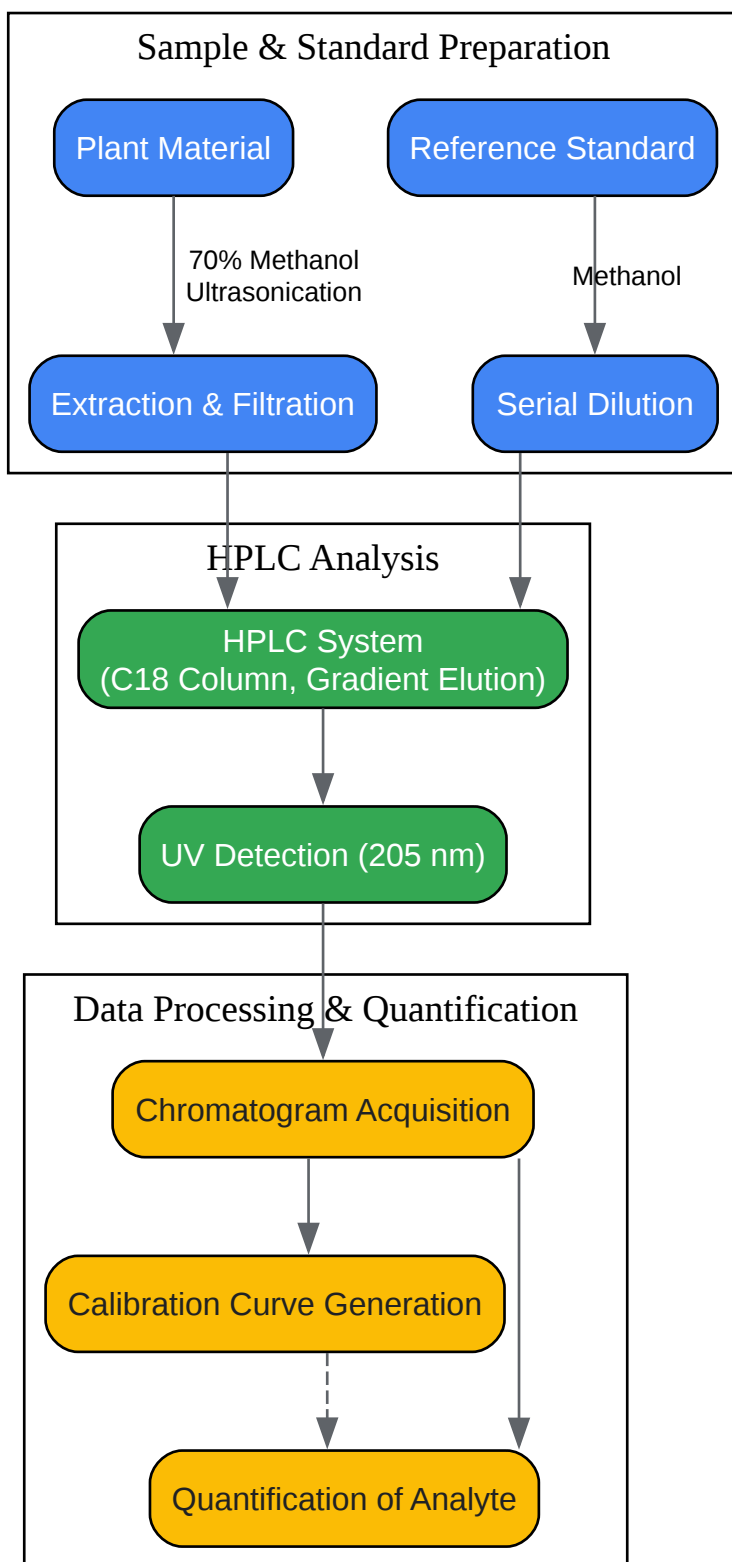 Sample & Standard Preparation
Plant Material
Reference Standard
70% Methanol
Ultrasonication
Methanol
Extraction & Filtration
Serial Dilution
HPLC Analysis
HPLC System
(C18 Column, Gradient Elution)
UV Detection (205 nm)
Data Processing & Quantification
Chromatogram Acquisition
Calibration Curve Generation
Quantification of Analyte